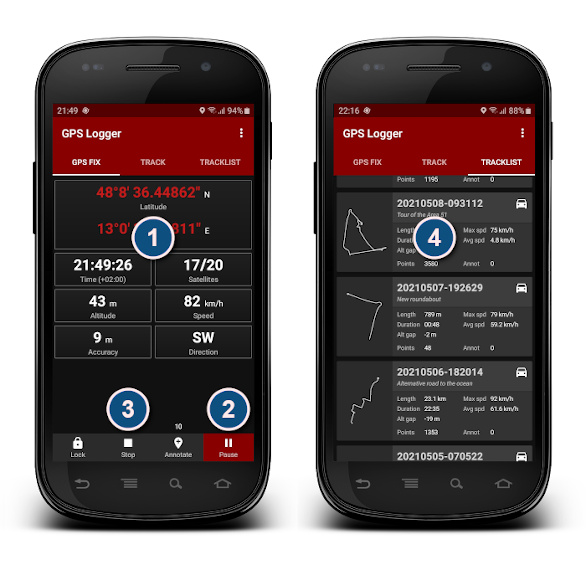 21:49 94%
GPS Logger
GPS FIX TRACK TRACKLIST
48°8' 36.44862" N
Latitude
13°0' 811" E
1
21:49:26 17/20
Time (+02:00) Satellites
43 m 82 km/h
Altitude Speed
9 m SW
Accuracy Direction
3 2
10
Lock Stop Annotate Pause
22:16 88%
GPS Logger
GPS FIX TRACK TRACKLIST
Points 1195 Annot 0
20210508-093112
Tour of the Area 51
Length Max spd 75 km/h
Duration Avg spd 4.8 km/h
Alt gap
4
Points 3580 Annot 0
20210507-192629
New roundabout
Length 789 m Max spd 79 km/h
Duration 00:48 Avg spd 59.2 km/h
Alt gap -2 m
Points 48 Annot 0
20210506-182014
Alternative road to the ocean
Length 23.1 km Max spd 92 km/h
Duration 22:35 Avg spd 61.6 km/h
Alt gap -19 m
Points 1353 Annot 0
20210505-070522